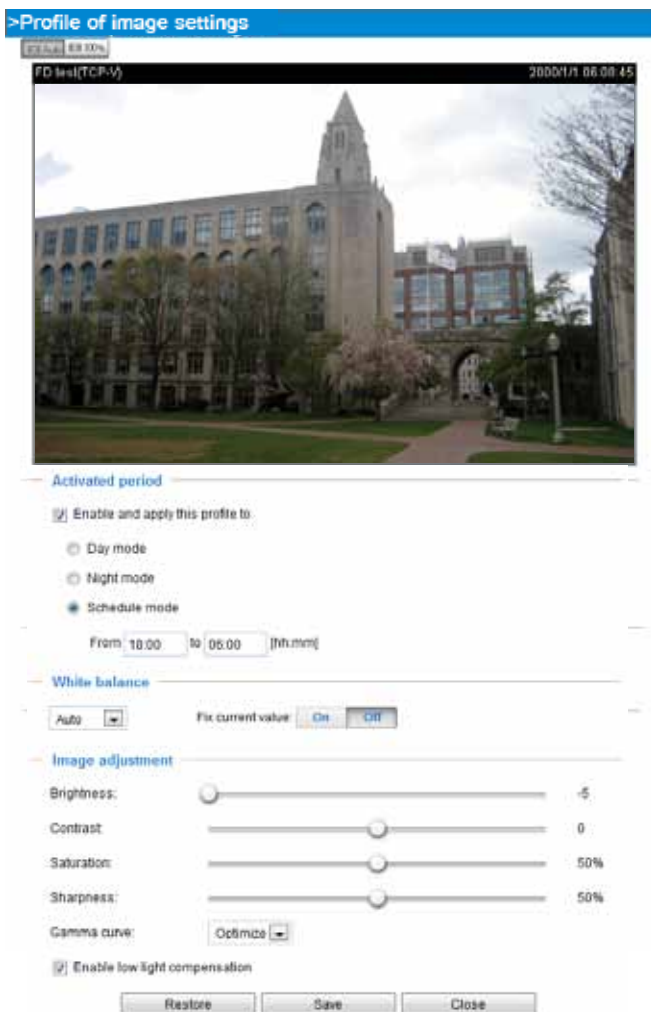 >Profile of image settings
100%
FD test(TCP-V) 2000/1/1 06:08:45
Activated period
Enable and apply this profile to
Day mode
Night mode
Schedule mode
From 18:00 to 06:00 [hh:mm]
White balance
Auto Fix current value: On Off
Image adjustment
Brightness: -5
Contrast: 0
Saturation: 50%
Sharpness: 50%
Gamma curve: Optimize
Enable low light compensation
Restore Save Close